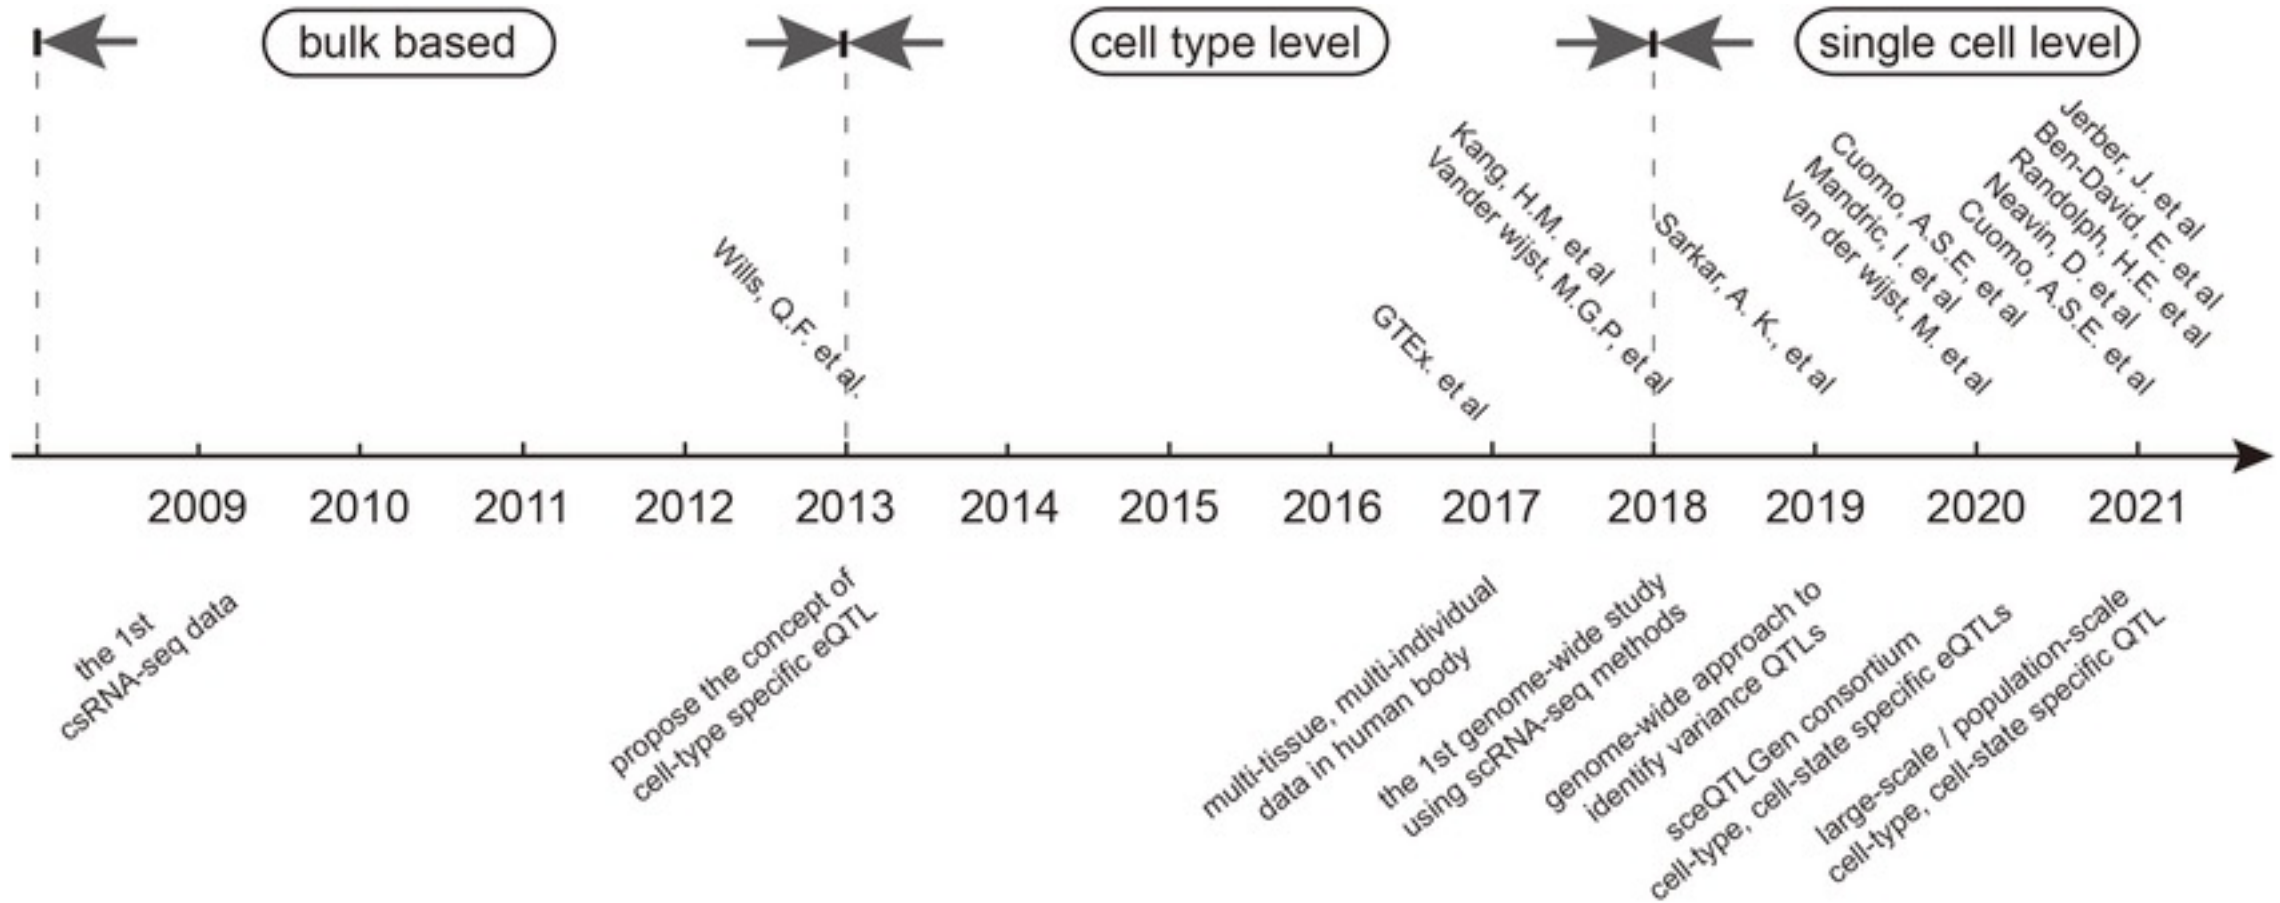 bulk based
cell type level
single cell level
Wills, Q.F. et al.
GTEx. et al
Kang, H.M. et al
Vander wijst, M.G.P, et al
Sarkar, A. K., et al
Cuomo, A.S.E, et al
Mandric, I. et al
Van der wijst, M. et al
Jerber, J. et al
Ben-David, E. et al
Randolph, H.E. et al
Neavin, D. et al
Cuomo, A.S.E. et al
2009 2010 2011 2012 2013 2014 2015 2016 2017 2018 2019 2020 2021
the 1st
csRNA-seq data
propose the concept of
cell-type specific eQTL
multi-tissue, multi-individual
data in human body
the 1st genome-wide study
using scRNA-seq methods
genome-wide approach to
identify variance QTLs
sceQTLGen consortium
cell-type, cell-state specific eQTLs
large-scale / population-scale
cell-type, cell-state specific QTL